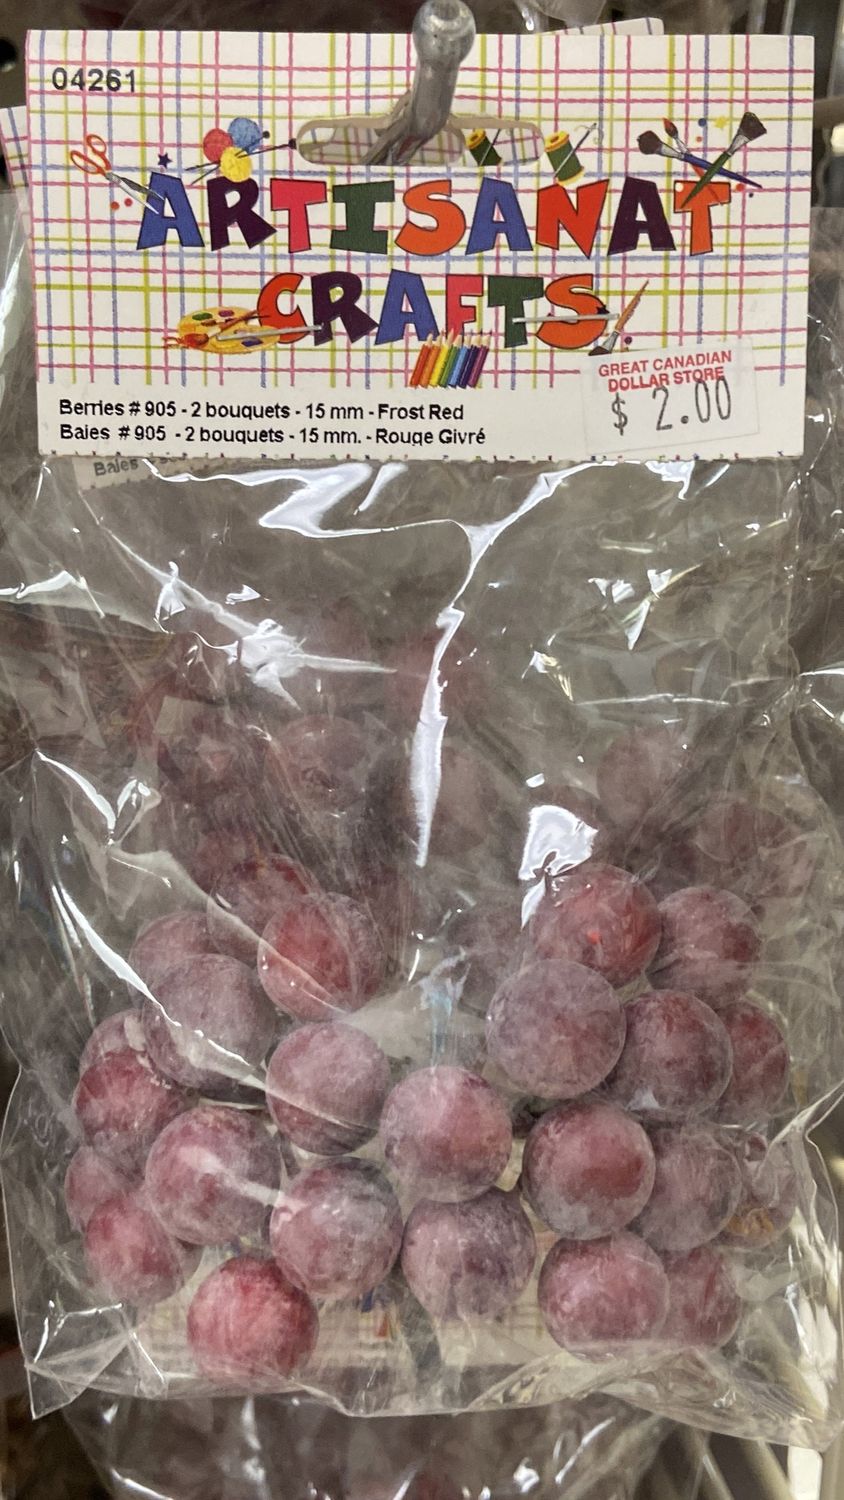 04261
ARTISANAT
CRAFTS
GREAT CANADIAN
DOLLAR STORE
$ 2.00
Berries # 905 - 2 bouquets - 15 mm - Frost Red
Baies # 905 - 2 bouquets - 15 mm. - Rouge Givré
Baies